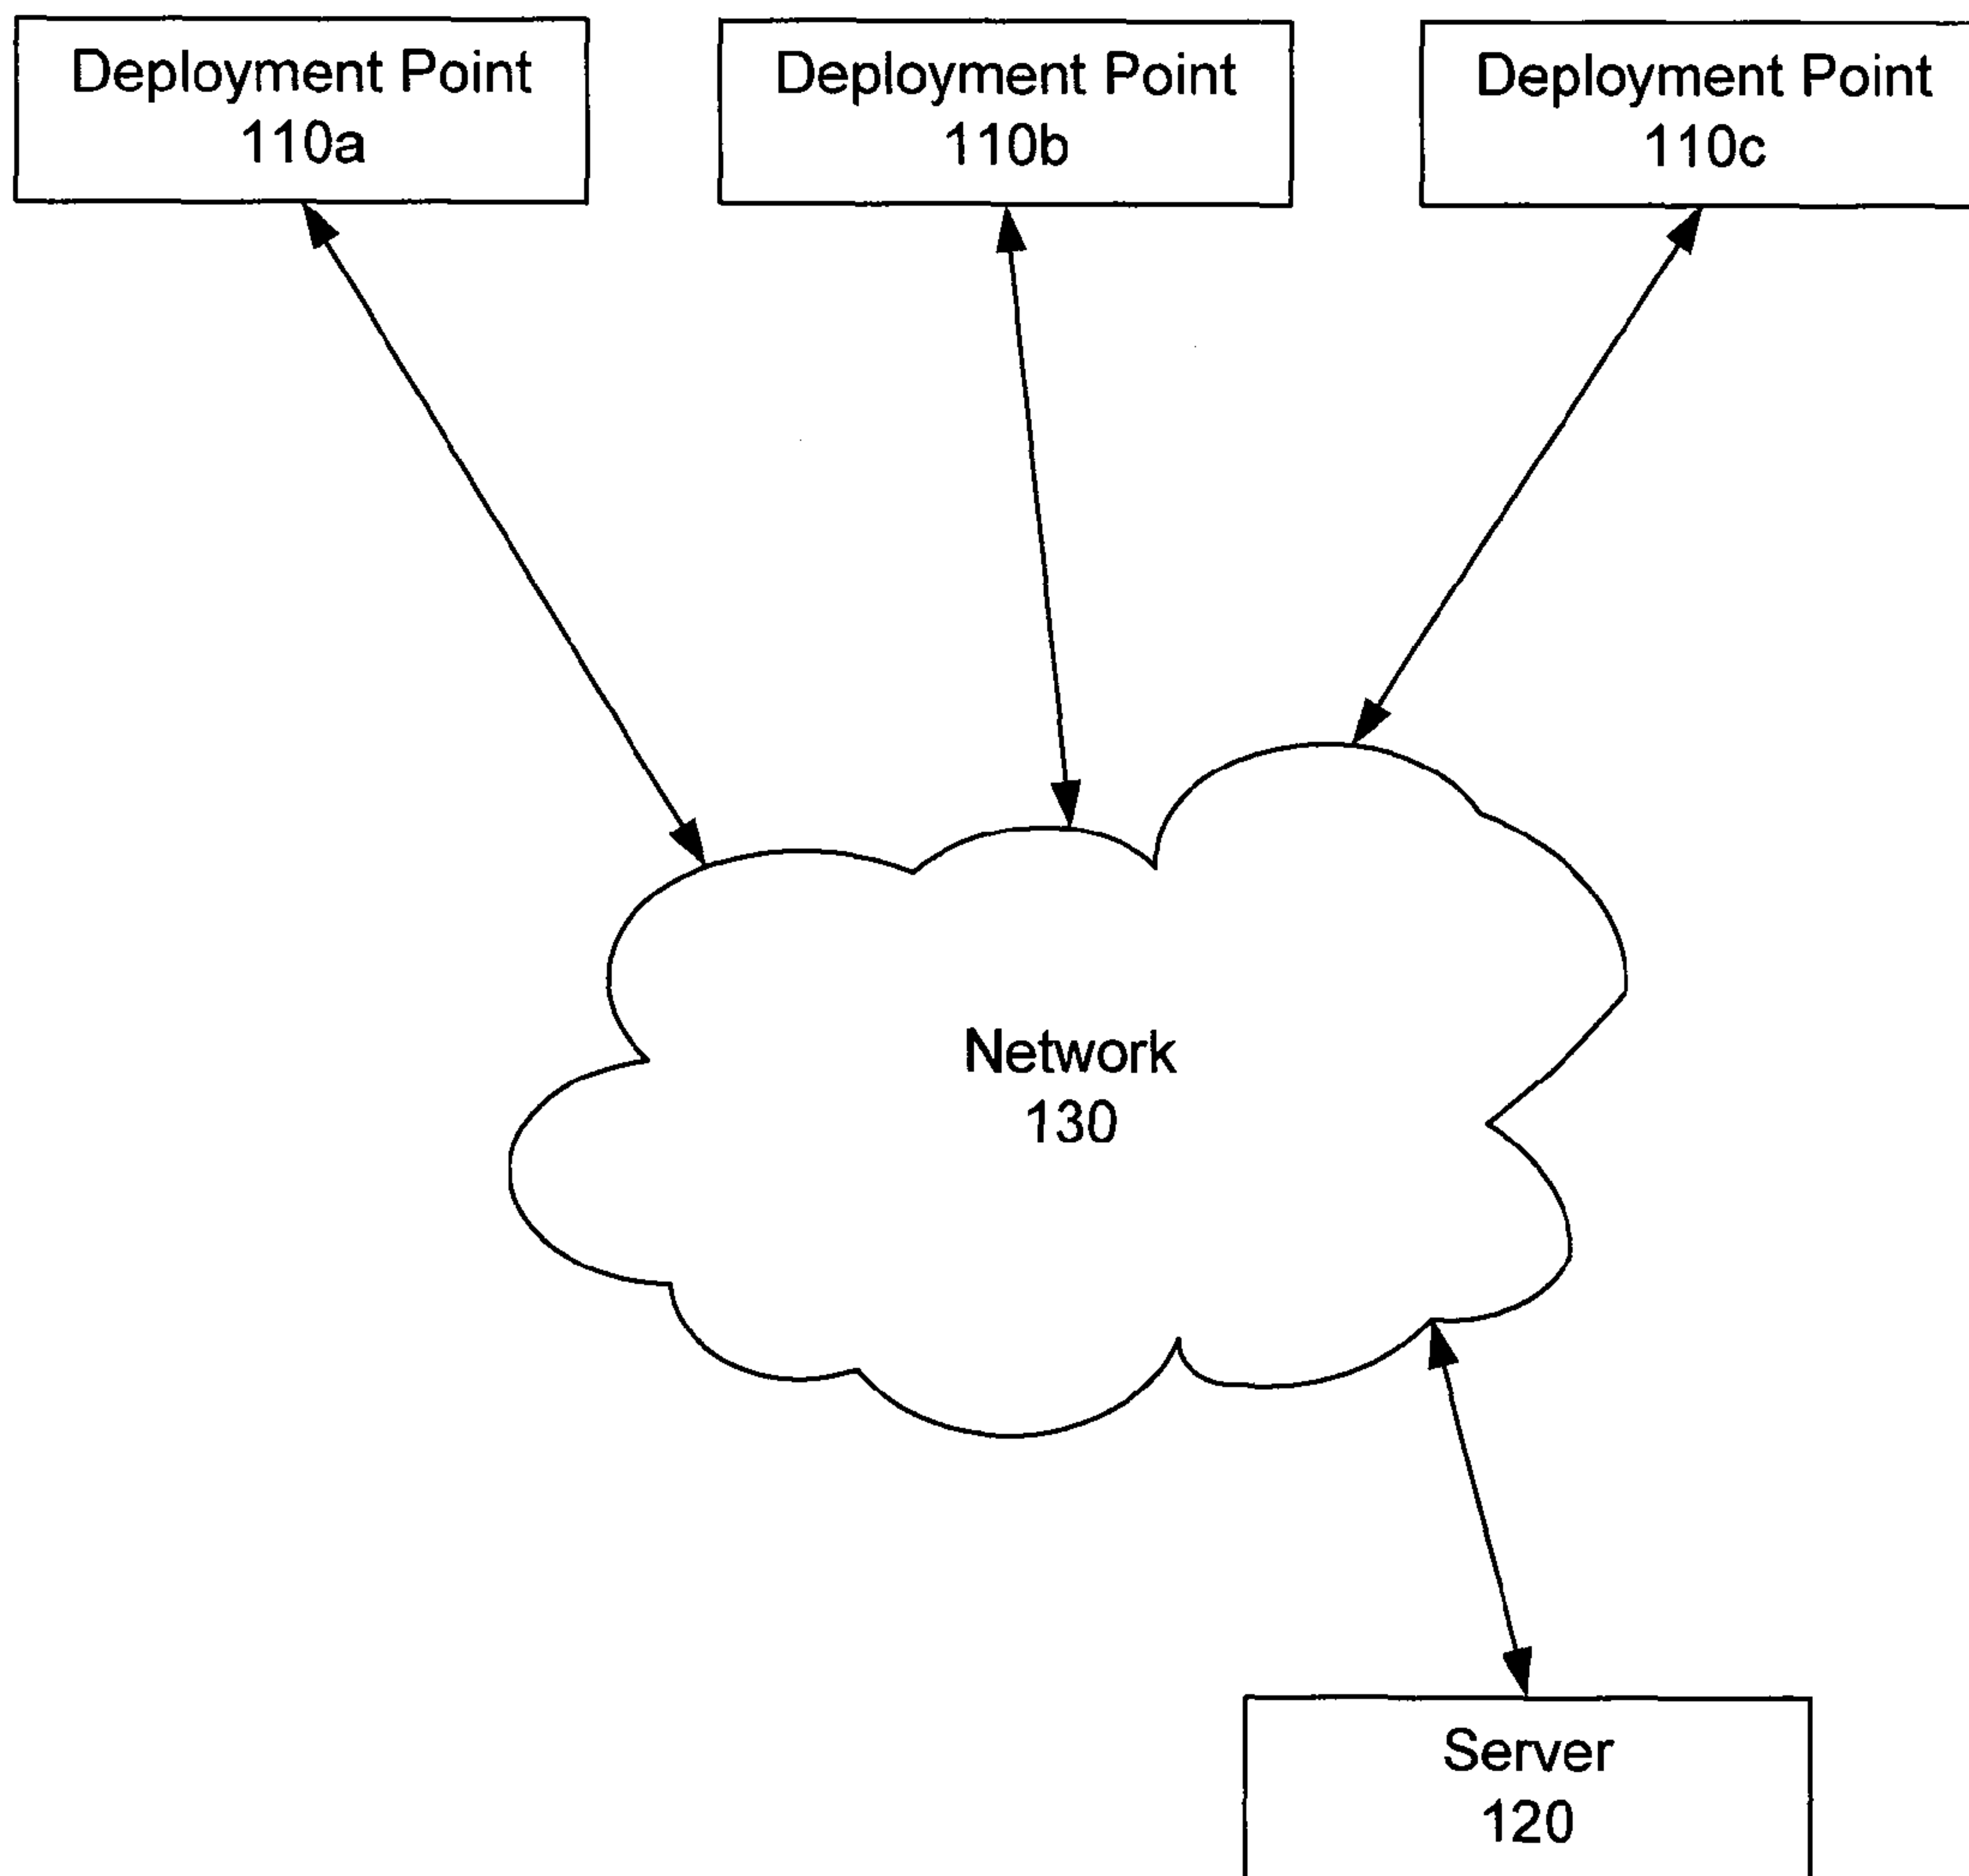 Deployment Point
110a
Deployment Point
110b
Deployment Point
110c
Network
130
Server
120